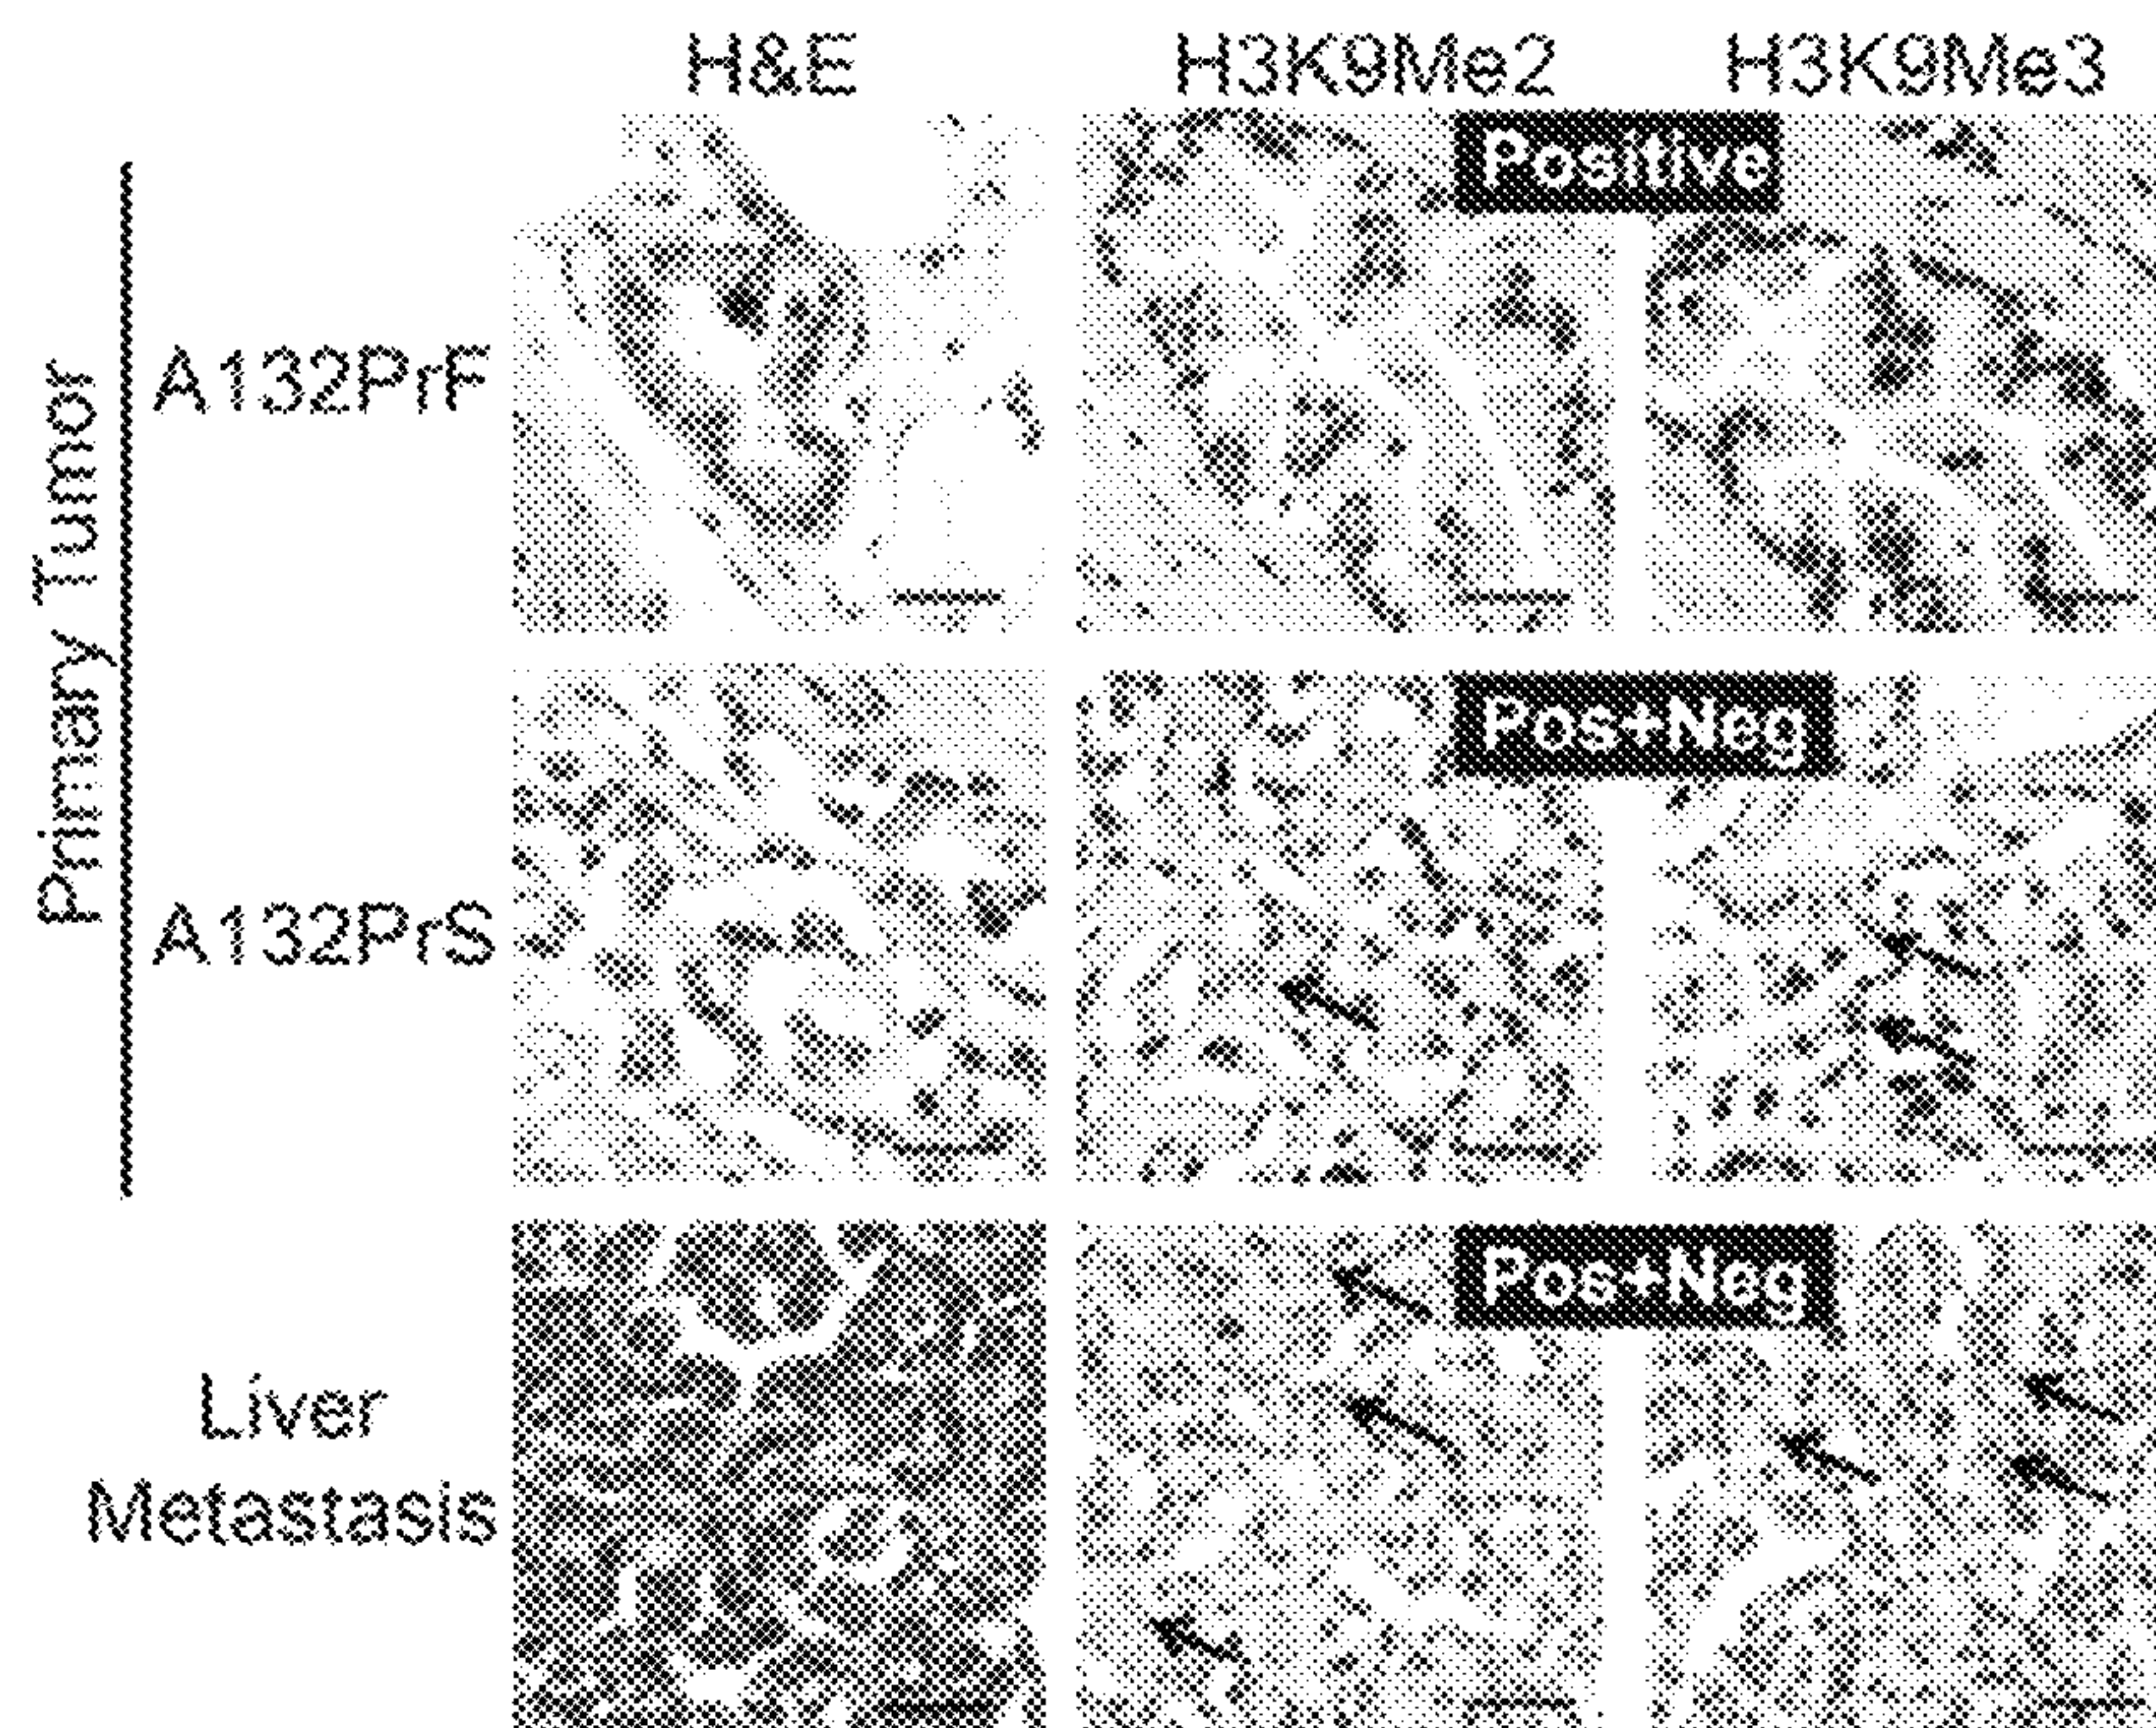 H&E H3K9Me2 H3K9Me3
Positive
Primary Tumor
A132PrF
Pos+Neg
A132PrS
Pos+Neg
Liver
Metastasis